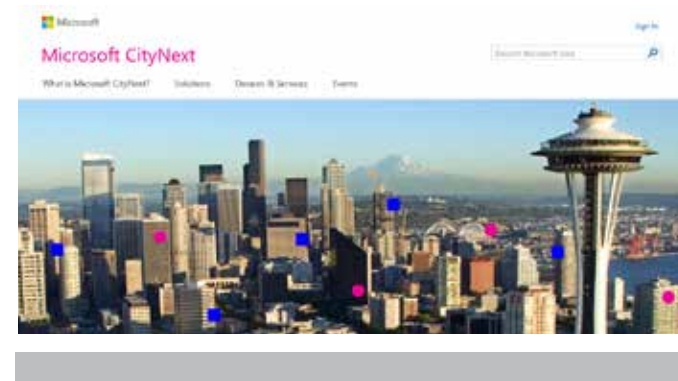 Microsoft
Sign In
Microsoft CityNext
Search Microsoft sites
What is Microsoft CityNext?
Solutions
Devices & Services
Events